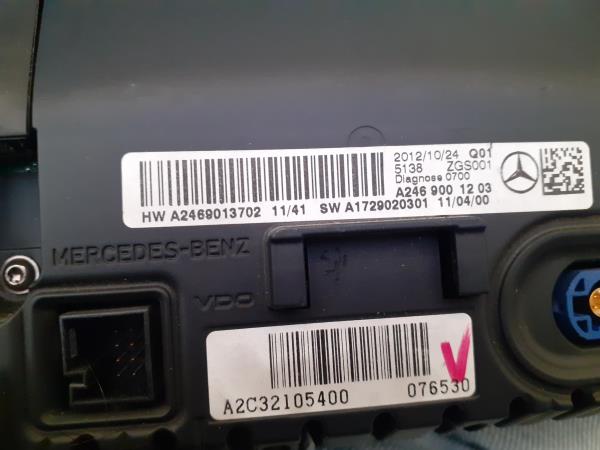 2012/10/24 Q01
5138 ZGS001
Diagnose 0700
A246 900 12 03
HW A2469013702 11/41 SW A1729020301 11/04/00
MERCEDES-BENZ
VDO
V
A2C32105400 076530